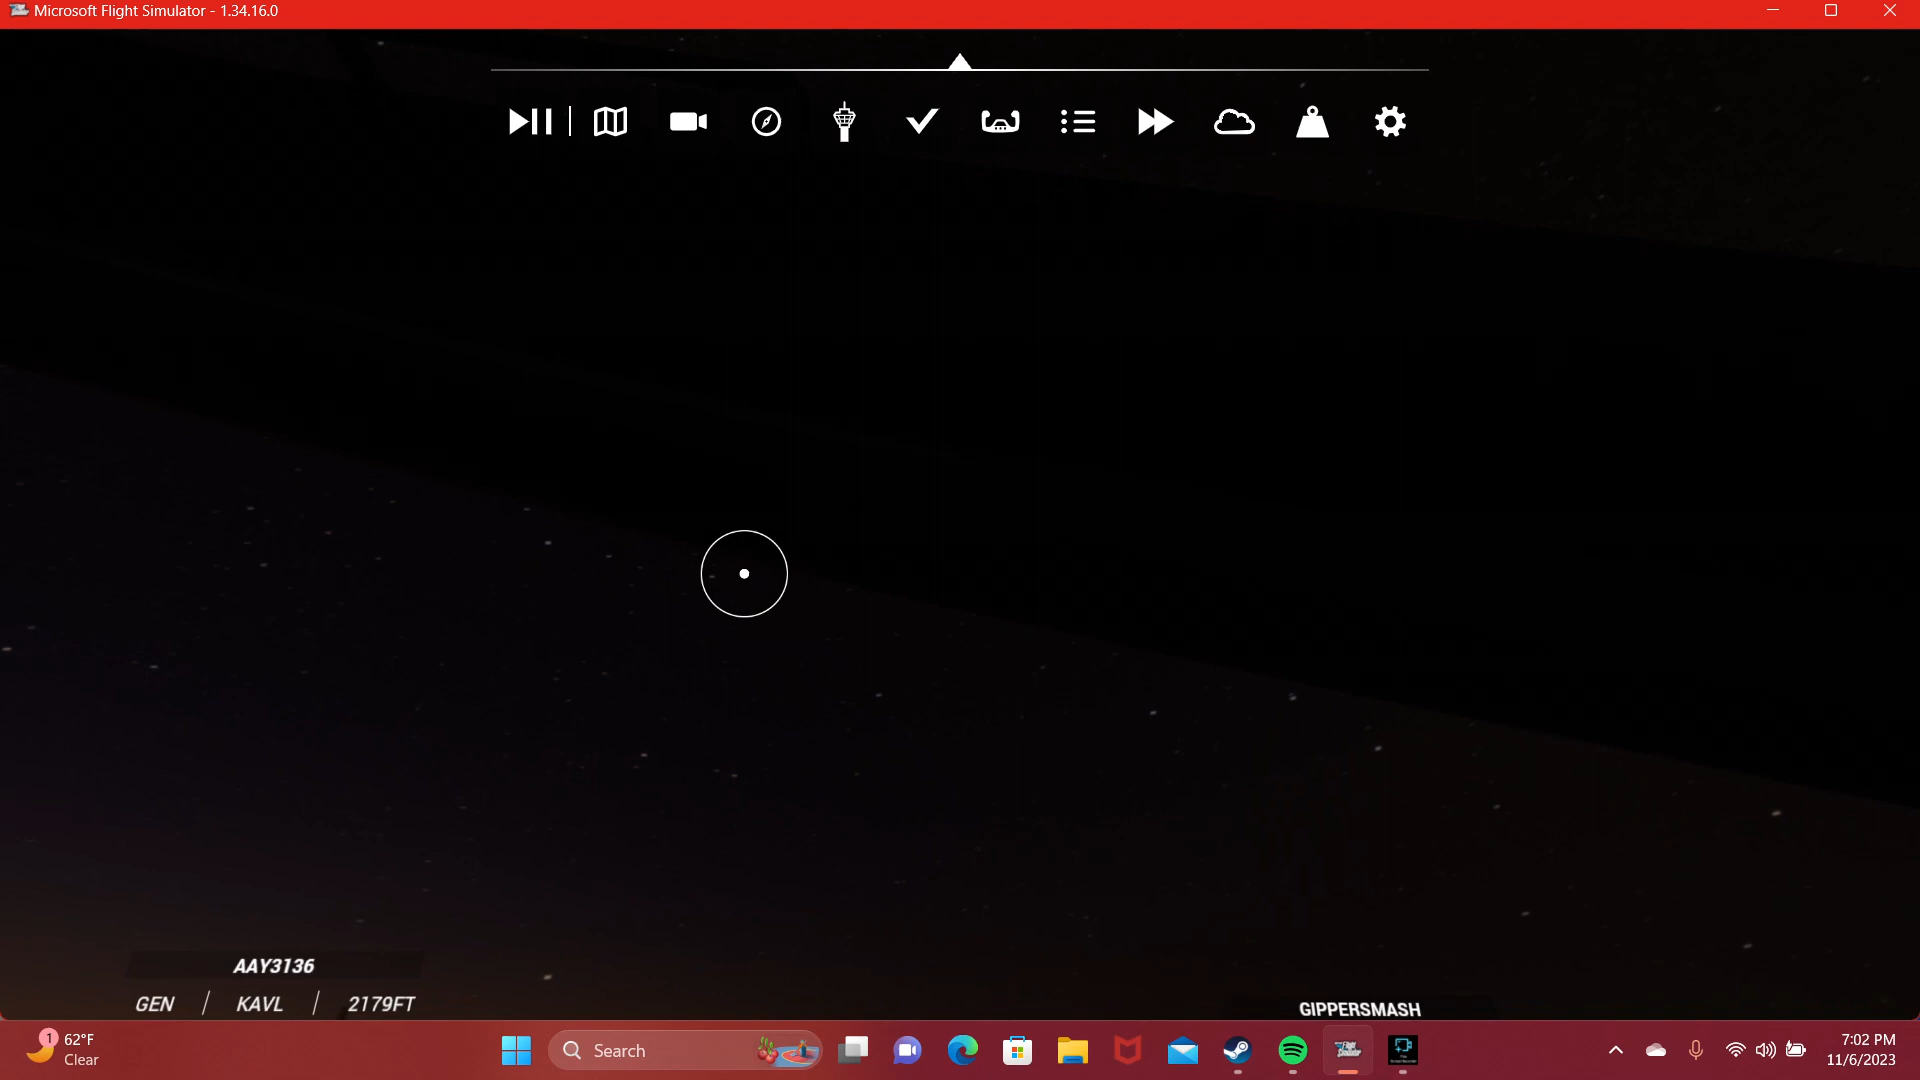 Microsoft Flight Simulator - 1.34.16.0
AAY3136
GEN / KAVL / 2179FT
GIPPERSMASH
1
62°F
Clear
Search
7:02 PM
11/6/2023